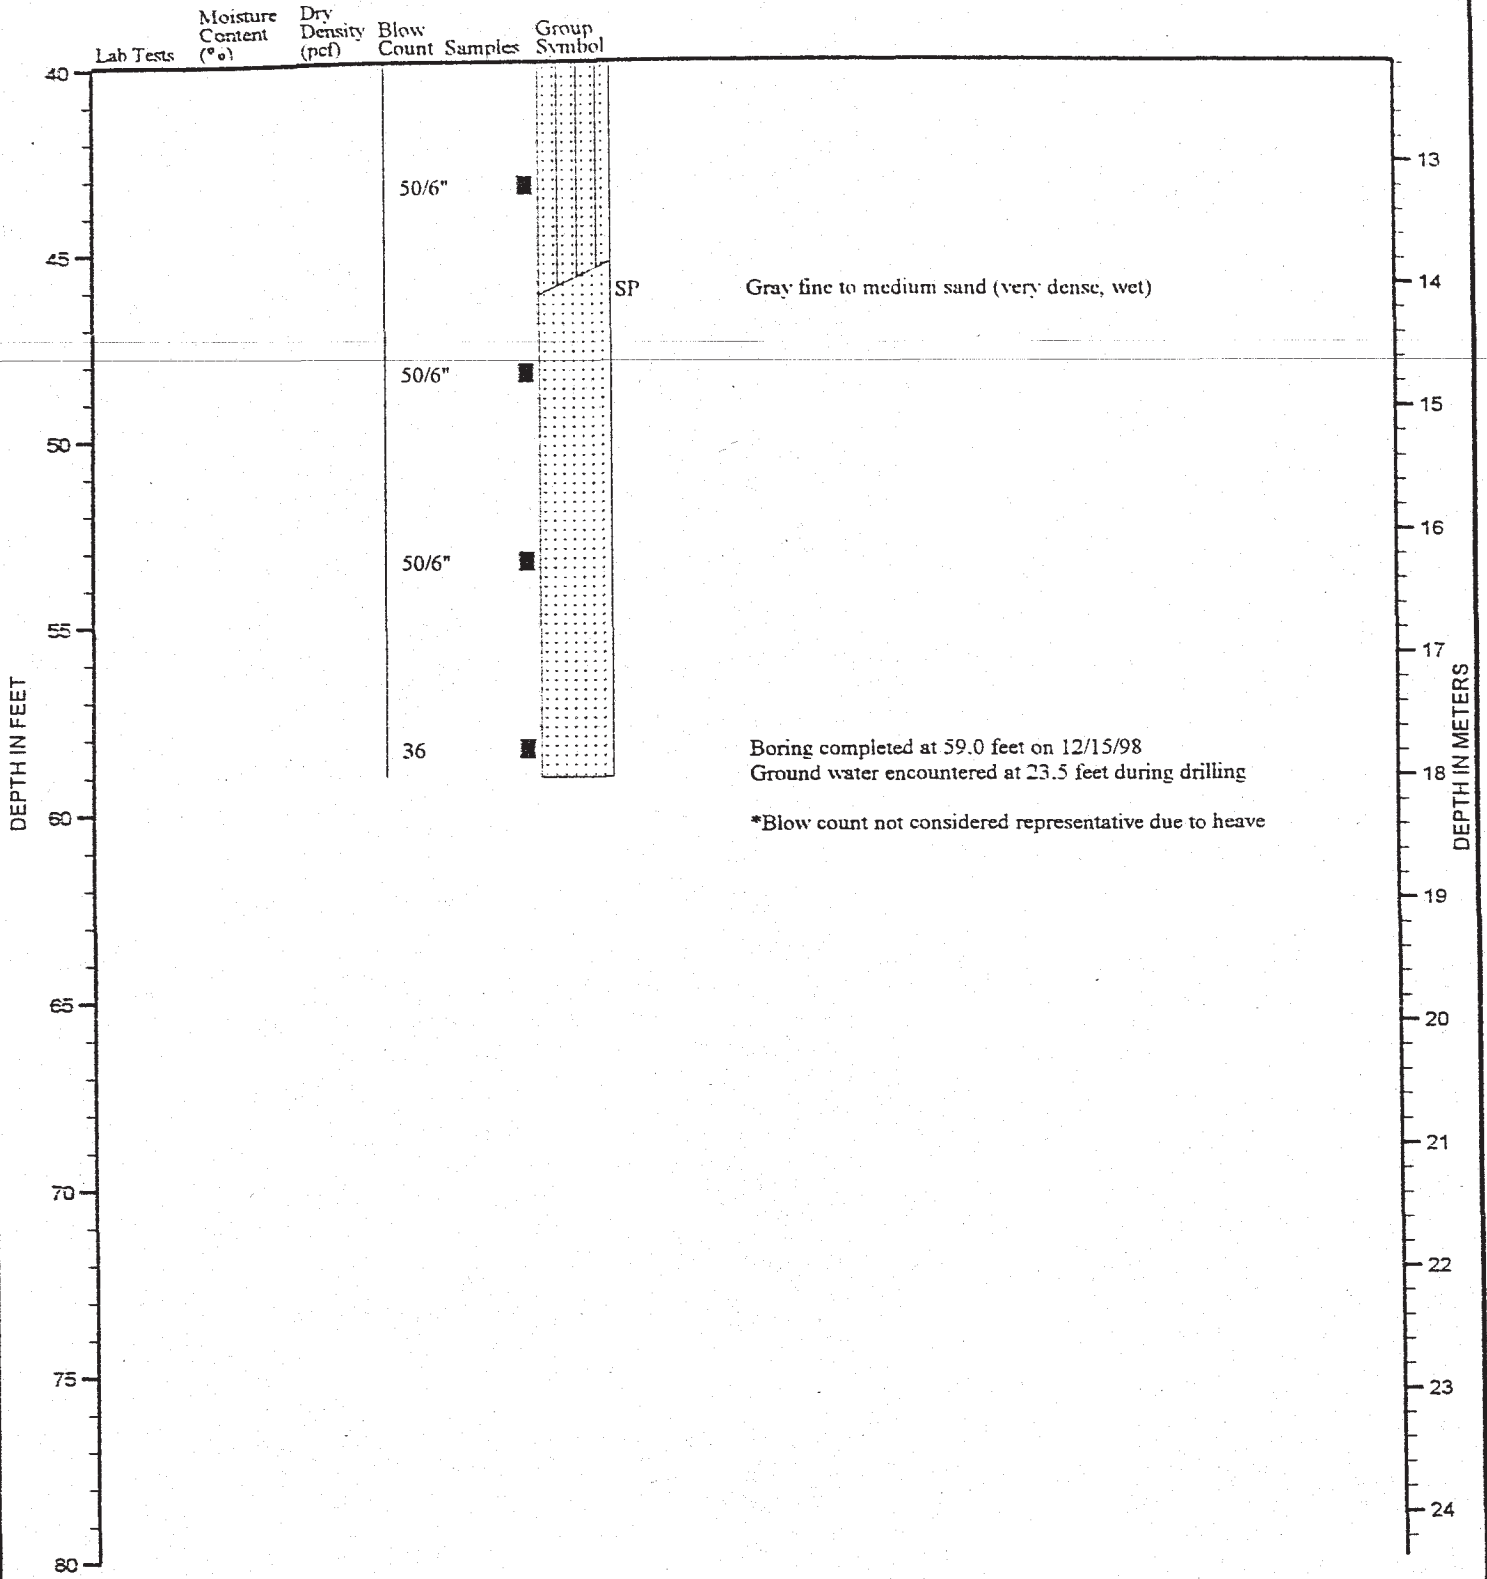 Lab Tests
Moisture
Content
(%)
Dry
Density
(pcf)
Blow
Count
Samples
Group
Symbol
40
50/6"
13
45
SP
Gray fine to medium sand (very dense, wet)
14
50/6"
15
50
16
50/6"
55
17
DEPTH IN FEET
DEPTH IN METERS
36
Boring completed at 59.0 feet on 12/15/98
Ground water encountered at 23.5 feet during drilling
18
60
*Blow count not considered representative due to heave
19
65
20
21
70
22
75
23
24
80